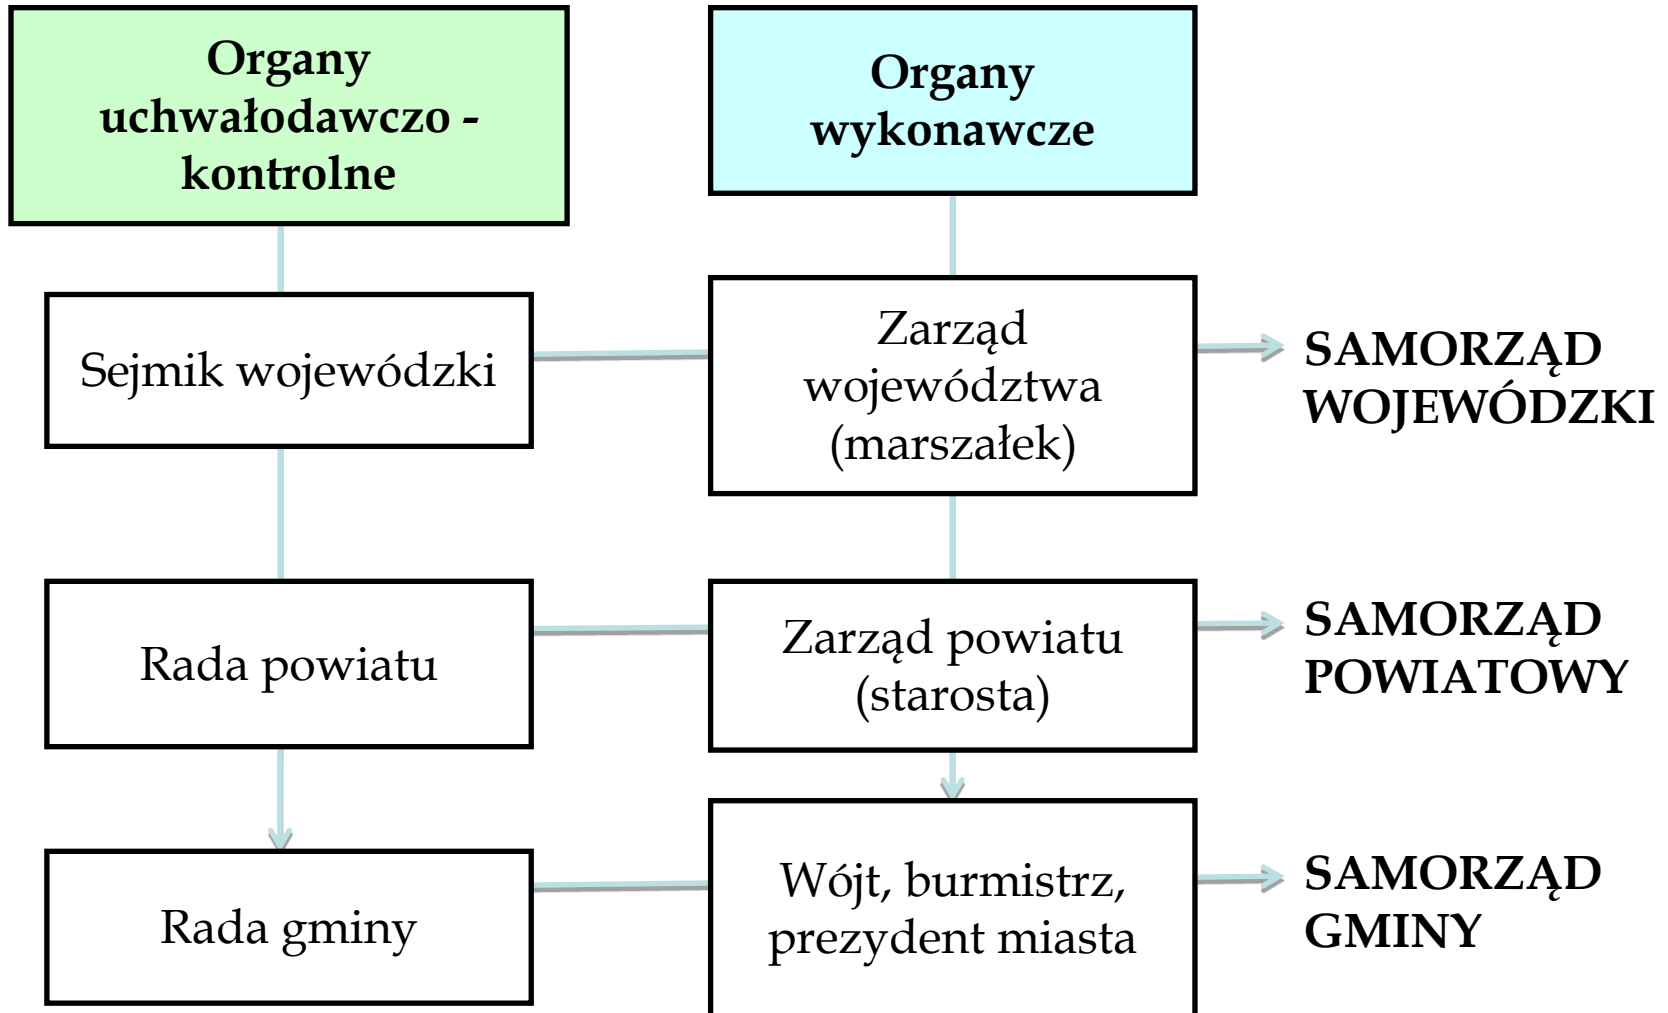 Organy
uchwałodawczo -
kontrolne
Organy
wykonawcze
Sejmik wojewódzki
Zarząd
województwa
(marszałek)
SAMORZĄD
WOJEWÓDZKI
Rada powiatu
Zarząd powiatu
(starosta)
SAMORZĄD
POWIATOWY
Rada gminy
Wójt, burmistrz,
prezydent miasta
SAMORZĄD
GMINY